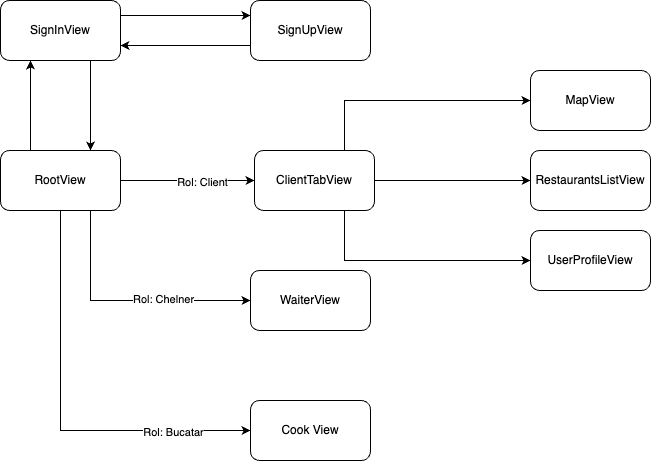 SignInView
SignUpView
MapView
RootView
Rol: Client
ClientTabView
RestaurantsListView
UserProfileView
Rol: Chelner
WaiterView
Rol: Bucatar
Cook View